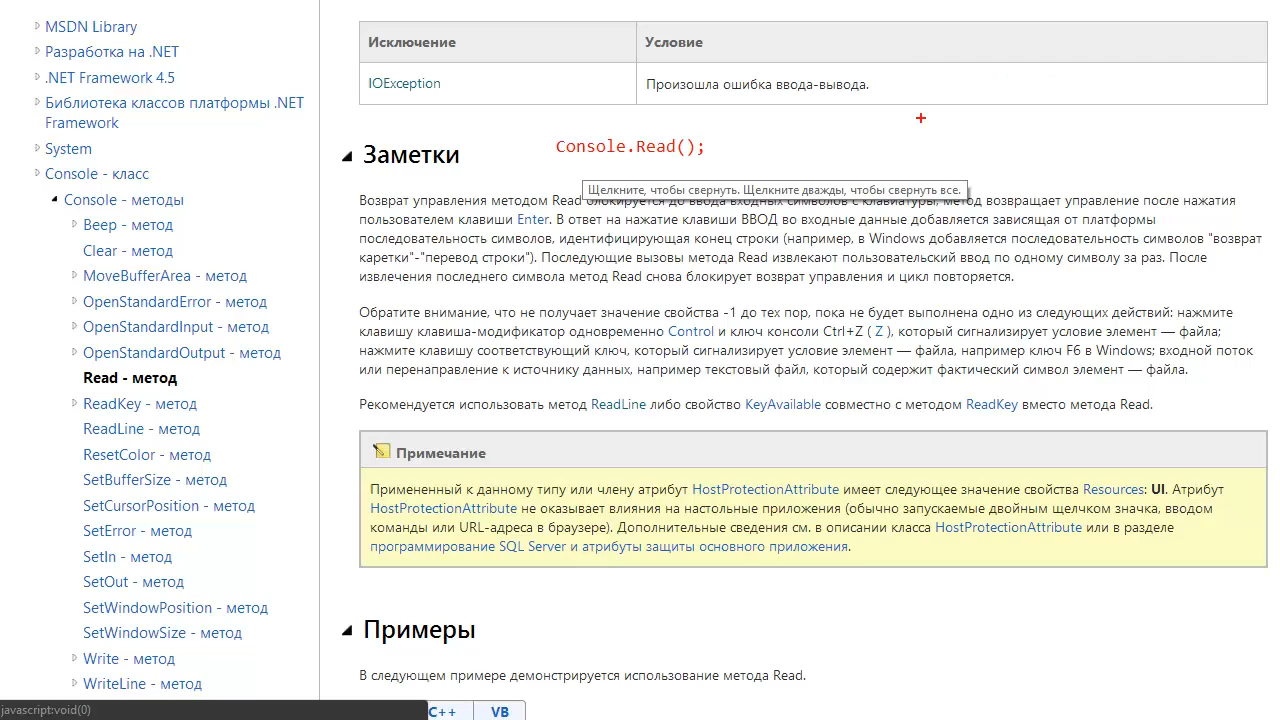 MSDN Library
Разработка на .NET
.NET Framework 4.5
Библиотека классов платформы .NET
Framework
System
Console - класс
Console - методы
Beep - метод
Clear - метод
MoveBufferArea - метод
OpenStandardError - метод
OpenStandardInput - метод
OpenStandardOutput - метод
Read - метод
ReadKey - метод
ReadLine - метод
ResetColor - метод
SetBufferSize - метод
SetCursorPosition - метод
SetError - метод
SetIn - метод
SetOut - метод
SetWindowPosition - метод
SetWindowSize - метод
Write - метод
WriteLine - метод
javascript:void(0)
Исключение Условие
IOException Произошла ошибка ввода-вывода.
Console.Read();
Заметки
Щелкните, чтобы свернуть. Щелкните дважды, чтобы свернуть все.
Возврат управления методом Read блокируется до ввода входных символов с клавиатуры, метод возвращает управление после нажатия
пользователем клавиши Enter. В ответ на нажатие клавиши ВВОД во входные данные добавляется зависящая от платформы
последовательность символов, идентифицирующая конец строки (например, в Windows добавляется последовательность символов "возврат
каретки"-"перевод строки"). Последующие вызовы метода Read извлекают пользовательский ввод по одному символу за раз. После
извлечения последнего символа метод Read снова блокирует возврат управления и цикл повторяется.
Обратите внимание, что не получает значение свойства -1 до тех пор, пока не будет выполнена одно из следующих действий: нажмите
клавишу клавиша-модификатор одновременно Control и ключ консоли Ctrl+Z ( Z ), который сигнализирует условие элемент — файла;
нажмите клавишу соответствующий ключ, который сигнализирует условие элемент — файла, например ключ F6 в Windows; входной поток
или перенаправление к источнику данных, например текстовый файл, который содержит фактический символ элемент — файла.
Рекомендуется использовать метод ReadLine либо свойство KeyAvailable совместно с методом ReadKey вместо метода Read.
Примечание
Примененный к данному типу или члену атрибут HostProtectionAttribute имеет следующее значение свойства Resources: UI. Атрибут
HostProtectionAttribute не оказывает влияния на настольные приложения (обычно запускаемые двойным щелчком значка, вводом
команды или URL-адреса в браузере). Дополнительные сведения см. в описании класса HostProtectionAttribute или в разделе
программирование SQL Server и атрибуты защиты основного приложения.
Примеры
В следующем примере демонстрируется использование метода Read.
C++ VB